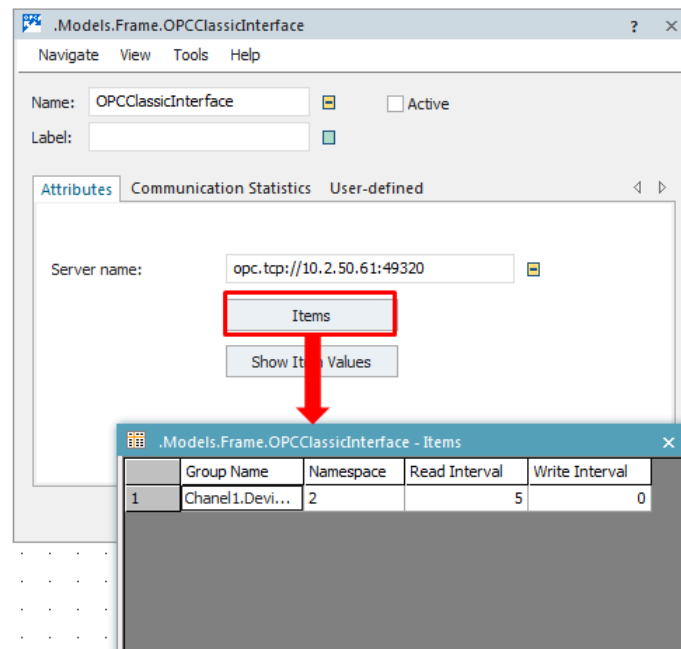 .Models.Frame.OPCClassicInterface ? ×
Navigate View Tools Help
Name: OPCClassicInterface Active
Label:
Attributes Communication Statistics User-defined
Server name: opc.tcp://10.2.50.61:49320
Items
Show Values
.Models.Frame.OPCClassicInterface - Items ×
Group Name Namespace Read Interval Write Interval
1 Chanel1.Devi... 2 5 0